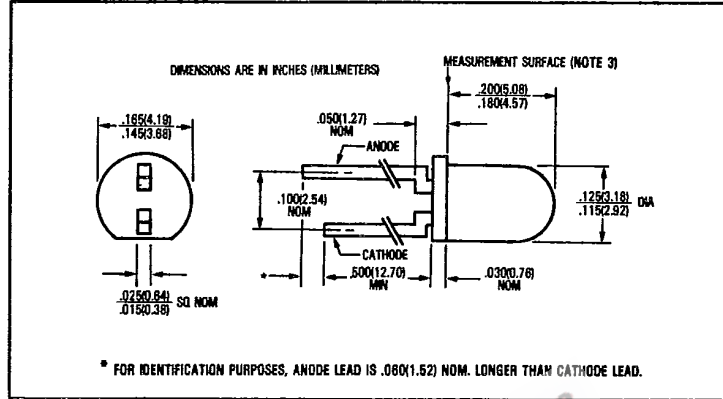 DIMENSIONS ARE IN INCHES (MILLIMETERS)
MEASUREMENT SURFACE (NOTE 3)
.200(5.08)
.180(4.57)
.165(4.19)
.145(3.68)
.050(1.27)
NOM
ANODE
.100(2.54)
NOM
.125(3.18)
.115(2.92)
DIA
CATHODE
.025(0.64)
.015(0.38)
SQ NOM
*
.500(12.70)
MIN
.030(0.76)
NOM
* FOR IDENTIFICATION PURPOSES, ANODE LEAD IS .060(1.52) NOM. LONGER THAN CATHODE LEAD.